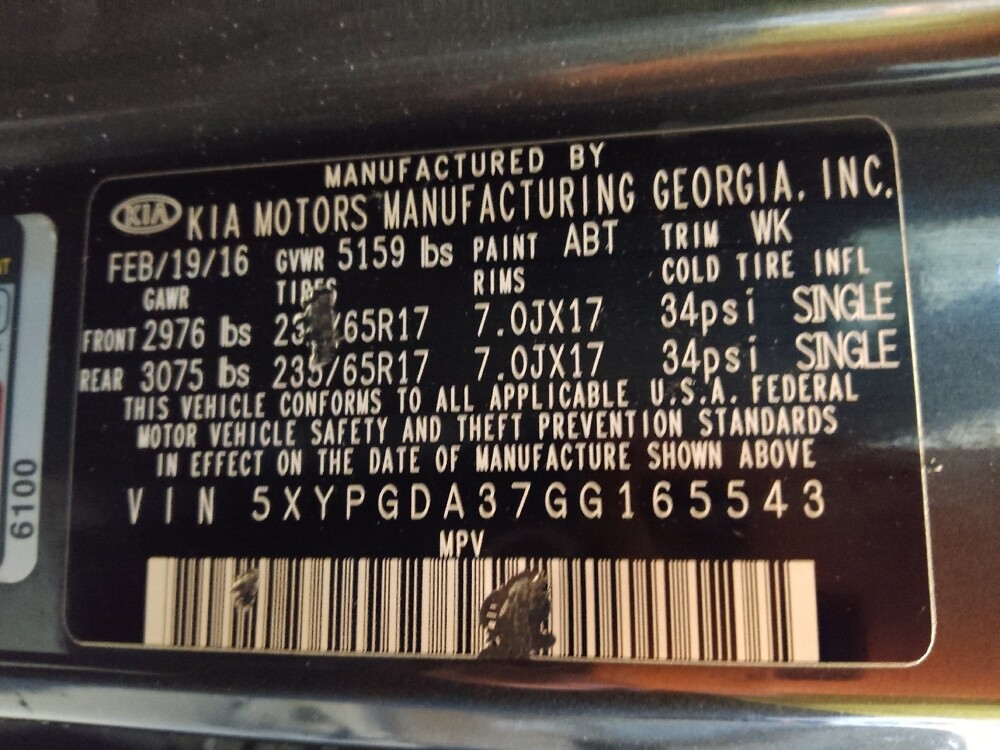 MANUFACTURED BY
KIA KIA MOTORS MANUFACTURING GEORGIA, INC.
FEB/19/16 GVWR 5159 lbs PAINT ABT TRIM WK
GAWR TIRES RIMS COLD TIRE INFL
FRONT 2976 lbs /65R17 7.0JX17 34psi SINGLE
REAR 3075 lbs 235/65R17 7.0JX17 34psi SINGLE
THIS VEHICLE CONFORMS TO ALL APPLICABLE U.S.A. FEDERAL
MOTOR VEHICLE SAFETY AND THEFT PREVENTION STANDARDS
IN EFFECT ON THE DATE OF MANUFACTURE SHOWN ABOVE
VIN 5XYPGDA37GG165543
MPV
6100